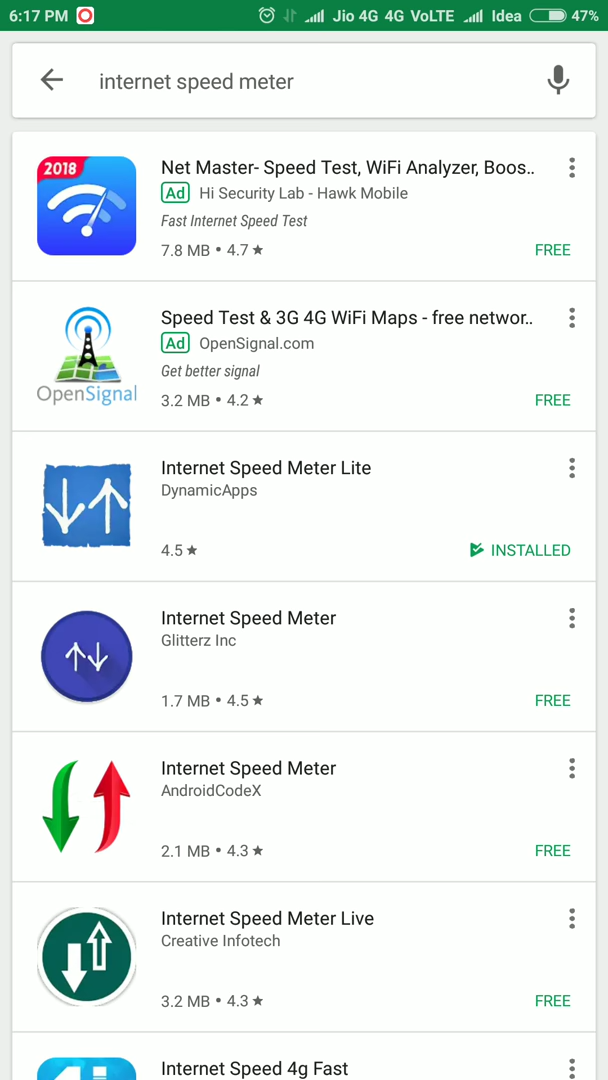 6:17 PM Jio 4G 4G VoLTE Idea 47%
internet speed meter
2018
Net Master- Speed Test, WiFi Analyzer, Boos..
Ad Hi Security Lab - Hawk Mobile
Fast Internet Speed Test
7.8 MB • 4.7 ★ FREE
Speed Test & 3G 4G WiFi Maps - free networ..
Ad OpenSignal.com
OpenSignal
Get better signal
3.2 MB • 4.2 ★ FREE
Internet Speed Meter Lite
DynamicApps
4.5 ★ INSTALLED
Internet Speed Meter
Glitterz Inc
1.7 MB • 4.5 ★ FREE
Internet Speed Meter
AndroidCodeX
2.1 MB • 4.3 ★ FREE
Internet Speed Meter Live
Creative Infotech
3.2 MB • 4.3 ★ FREE
Internet Speed 4g Fast